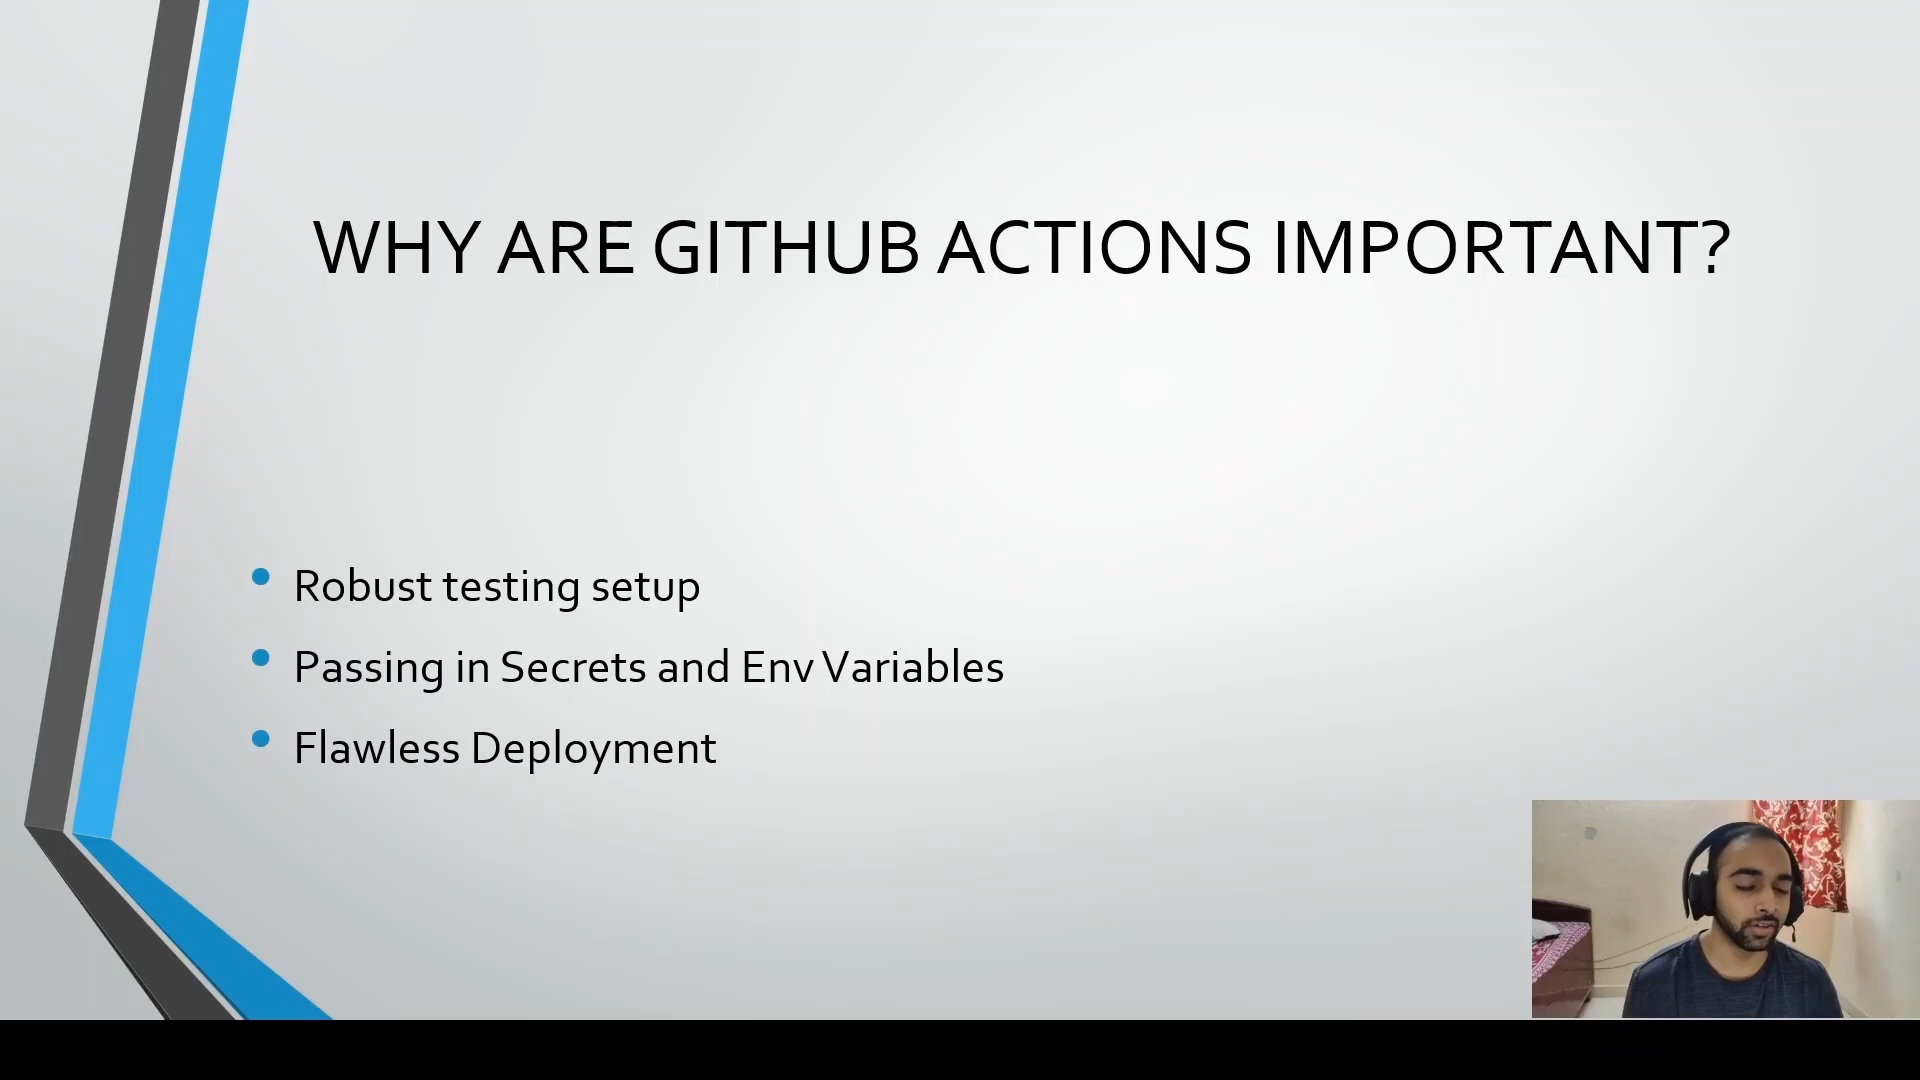 WHY ARE GITHUB ACTIONS IMPORTANT?
Robust testing setup
Passing in Secrets and Env Variables
Flawless Deployment